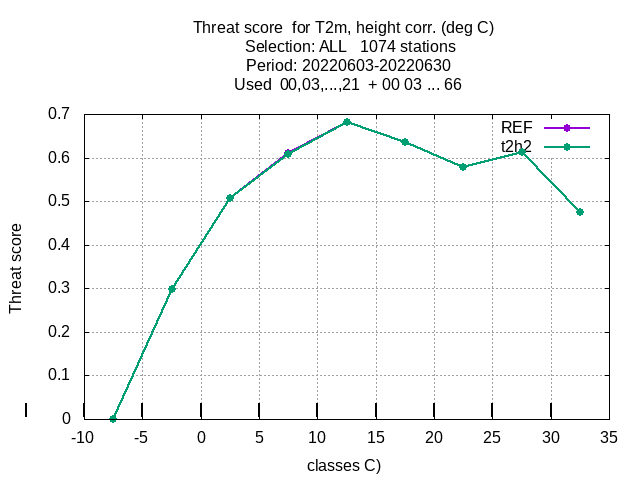 Threat score  for T2m, height corr. (deg C)
Selection: ALL   1074 stations
Period: 20220603-20220630
Used  00,03,...,21  + 00 03 ... 66
REF
t2h2
0.7
0.6
0.5
0.4
0.3
0.2
0.1
0
Threat score
-10 -5 0 5 10 15 20 25 30 35
classes C)